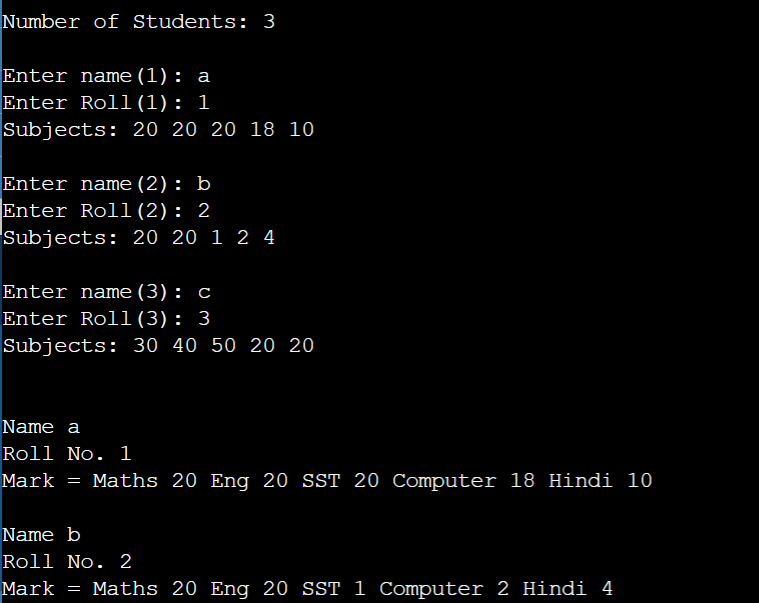 Number of Students: 3
Enter name(1): a
Enter Roll(1): 1
Subjects: 20 20 20 18 10
Enter name(2): b
Enter Roll(2): 2
Subjects: 20 20 1 2 4
Enter name(3): c
Enter Roll(3): 3
Subjects: 30 40 50 20 20
Name a
Roll No. 1
Mark = Maths 20 Eng 20 SST 20 Computer 18 Hindi 10
Name b
Roll No. 2
Mark = Maths 20 Eng 20 SST 1 Computer 2 Hindi 4